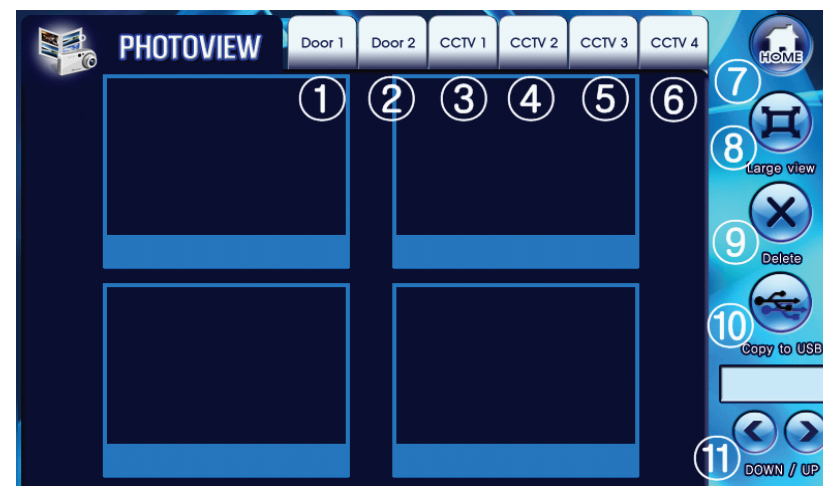 PHOTOVIEW Door 1 Door 2 CCTV 1 CCTV 2 CCTV 3 CCTV 4
HOME
① ② ③ ④ ⑤ ⑥ ⑦
⑧
Large view
⑨
Delete
⑩
Copy to USB
⑪
DOWN / UP